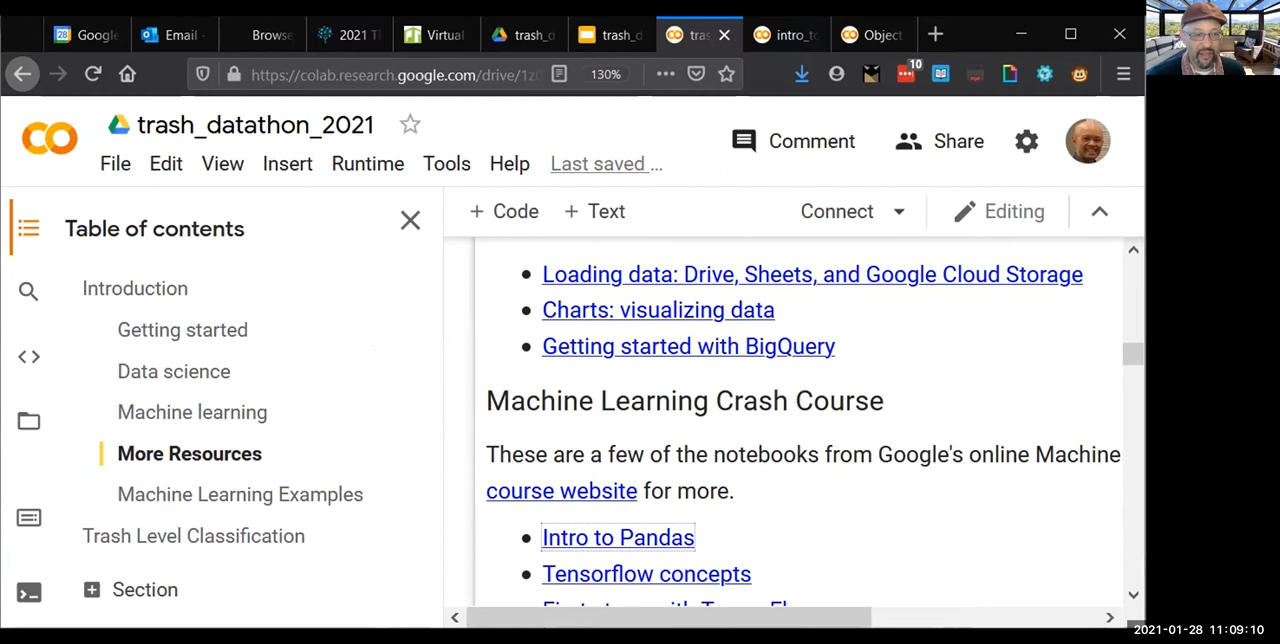 28 Google
Email
Browse
2021 T
Virtual
trash_d
trash_d
tras
intro_to
Object
https://colab.research.google.com/drive/1z
130%
10
trash_datathon_2021
File Edit View Insert Runtime Tools Help Last saved ...
Comment
Share
Table of contents
+ Code + Text
Connect
Editing
Introduction
Getting started
Data science
Machine learning
More Resources
Machine Learning Examples
Trash Level Classification
Section
Loading data: Drive, Sheets, and Google Cloud Storage
Charts: visualizing data
Getting started with BigQuery
Machine Learning Crash Course
These are a few of the notebooks from Google's online Machine
course website for more.
Intro to Pandas
Tensorflow concepts
2021-01-28 11:09:10